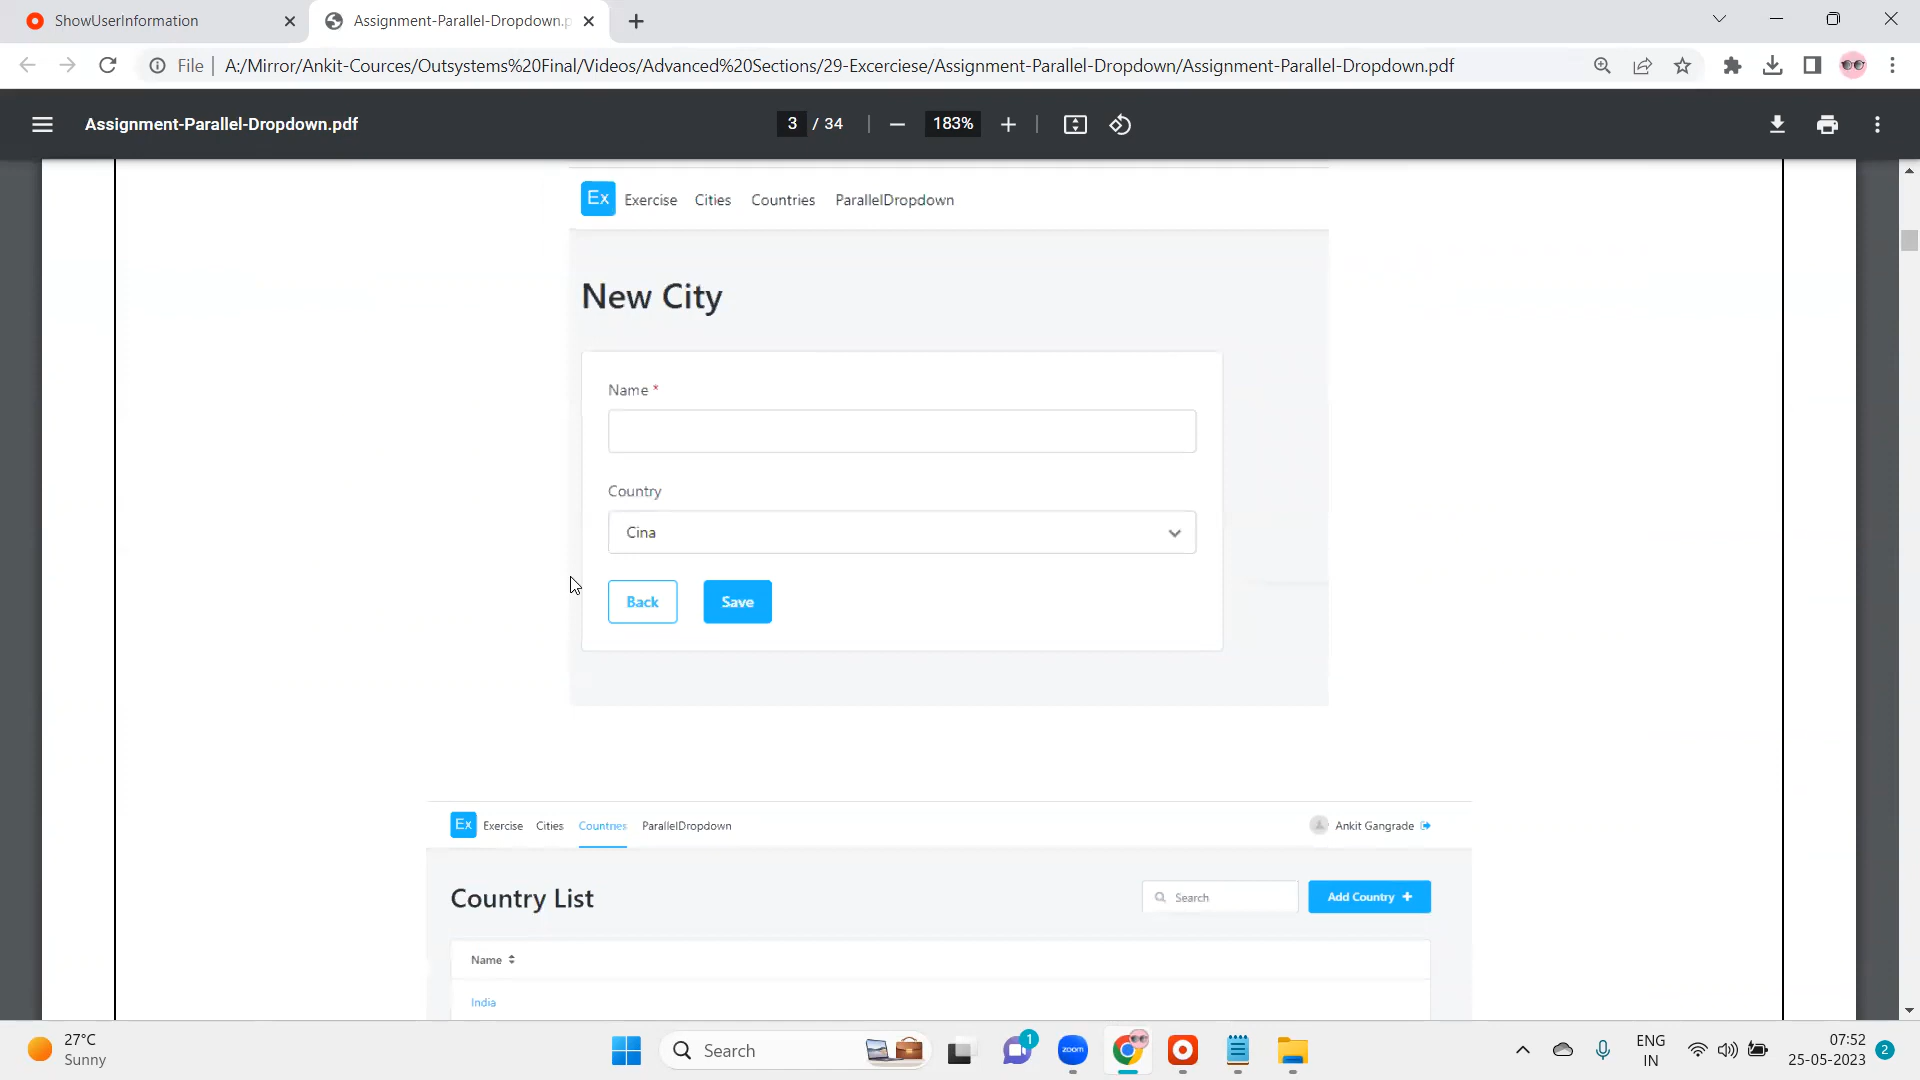 ShowUserInformation
Assignment-Parallel-Dropdown.p
File
A:/Mirror/Ankit-Cources/Outsystems%20Final/Videos/Advanced%20Sections/29-Excerciese/Assignment-Parallel-Dropdown/Assignment-Parallel-Dropdown.pdf
Assignment-Parallel-Dropdown.pdf
3 / 34
183%
Ex Exercise Cities Countries ParallelDropdown
New City
Name *
Country
Cina
Back Save
Ex Exercise Cities Countries ParallelDropdown
Ankit Gangrade
Country List
Search
Add Country +
Name
India
27°C
Sunny
Search
1
zoom
ENG
IN
07:52
25-05-2023
2